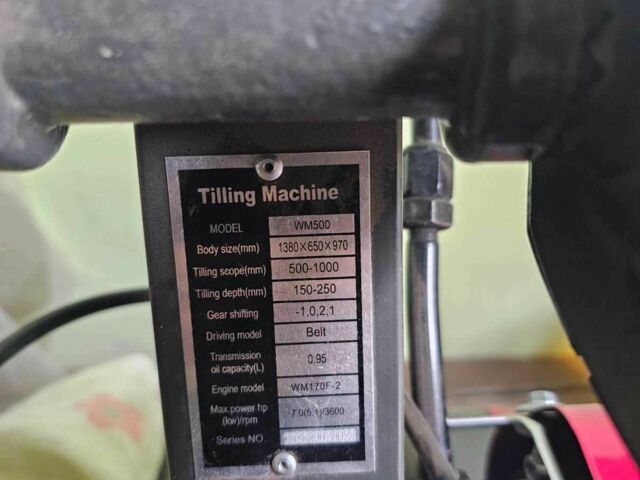 Tilling Machine
MODEL WM500
Body size(mm) 1380×650×970
Tilling scope(mm) 500-1000
Tilling depth(mm) 150-250
Gear shifting -1,0,2,1
Driving model Belt
Transmission
oil capacity(L) 0.95
Engine model WM170F-2
Max.power hp
(kw)/rpm 7.0(5.1)/3600
Series NO